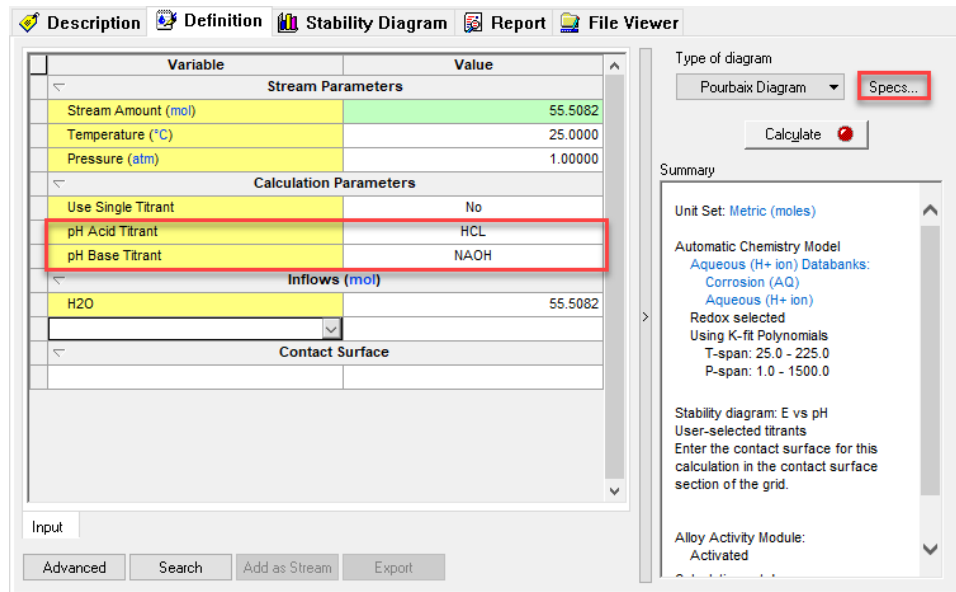 Description Definition Stability Diagram Report File Viewer
Variable Value
Stream Parameters
Stream Amount (mol) 55.5082
Temperature (°C) 25.0000
Pressure (atm) 1.00000
Calculation Parameters
Use Single Titrant No
pH Acid Titrant HCL
pH Base Titrant NAOH
Inflows (mol)
H2O 55.5082
Contact Surface
Input
Advanced Search Add as Stream Export
Type of diagram
Pourbaix Diagram Specs...
Calculate
Summary
Unit Set: Metric (moles)
Automatic Chemistry Model
Aqueous (H+ ion) Databanks:
Corrosion (AQ)
Aqueous (H+ ion)
Redox selected
Using K-fit Polynomials
T-span: 25.0 - 225.0
P-span: 1.0 - 1500.0
Stability diagram: E vs pH
User-selected titrants
Enter the contact surface for this
calculation in the contact surface
section of the grid.
Alloy Activity Module:
Activated